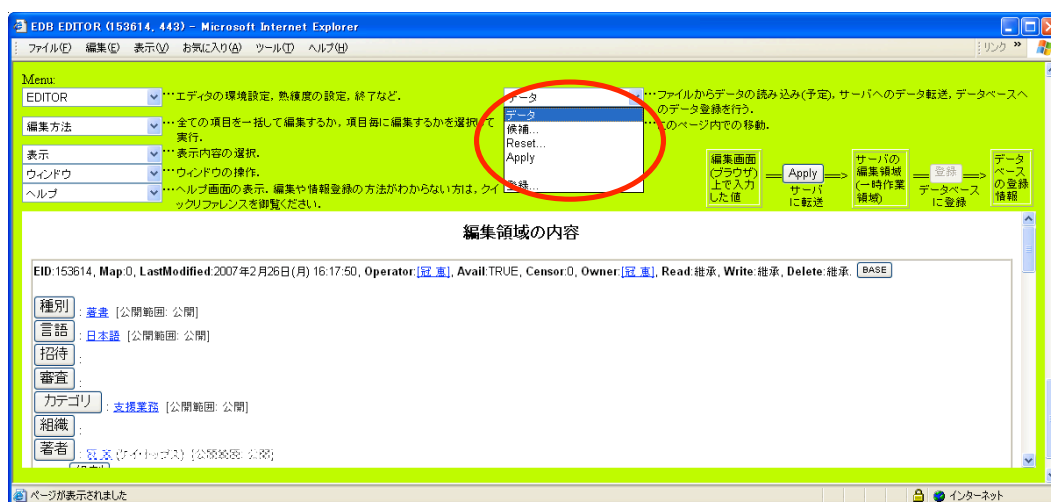 EDB EDITOR (153614, 443) - Microsoft Internet Explorer
ファイル(F) 編集(E) 表示(V) お気に入り(A) ツール(T) ヘルプ(H)
リンク »
Menu:
EDITOR
…エディタの環境設定, 熟練度の設定, 終了など.
データ
…ファイルからデータの読み込み(予定), サーバへのデータ転送, データベースへのデータ登録を行う.
編集方法
…全ての項目を一括して編集するか, 項目毎に編集するかを選択して実行.
データ
候補...
Reset...
Apply
登録...
…このページ内での移動.
表示
…表示内容の選択.
ウィンドウ
…ウィンドウの操作.
ヘルプ
…ヘルプ画面の表示. 編集や情報登録の方法がわからない方は, クイックリファレンスを御覧ください.
編集画面(ブラウザ)上で入力した値
Apply
サーバに転送
サーバの編集領域(一時作業領域)
登録
データベースに登録
データベースの登録情報
編集領域の内容
EID:153614, Map:0, LastModified:2007年2月26日(月) 16:17:50, Operator:[冠 恵], Avail:TRUE, Censor:0, Owner:[冠 恵], Read:継承, Write:継承, Delete:継承. BASE
種別 : 著書 [公開範囲: 公開]
言語 : 日本語 [公開範囲: 公開]
招待 :
審査 :
カテゴリ : 支援業務 [公開範囲: 公開]
組織 :
著者 :
ページが表示されました
インターネット